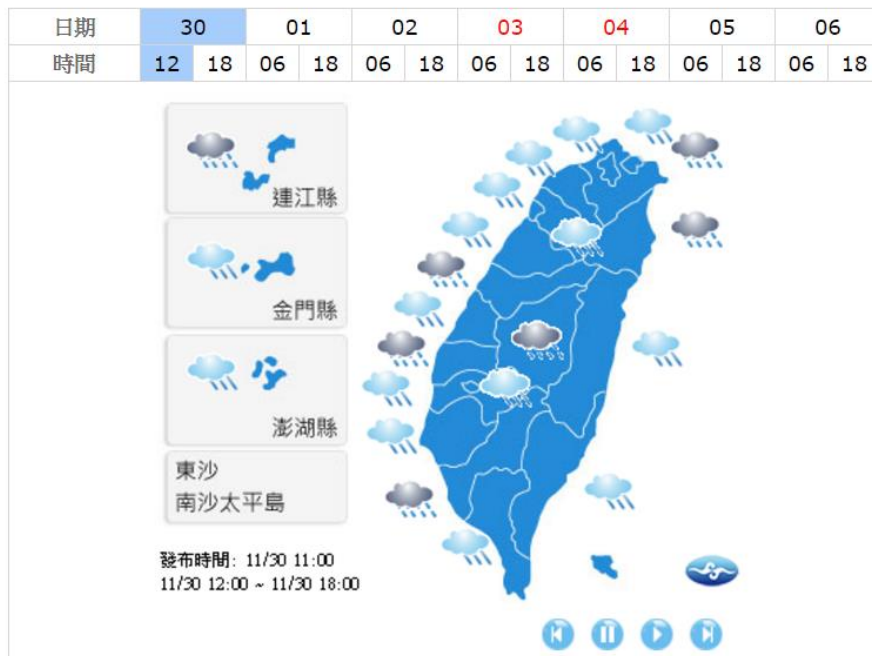 日期 30 01 02 03 04 05 06
時間 12 18 06 18 06 18 06 18 06 18 06 18 06 18
連江縣
金門縣
澎湖縣
東沙
南沙太平島
發布時間: 11/30 11:00
11/30 12:00 ~ 11/30 18:00